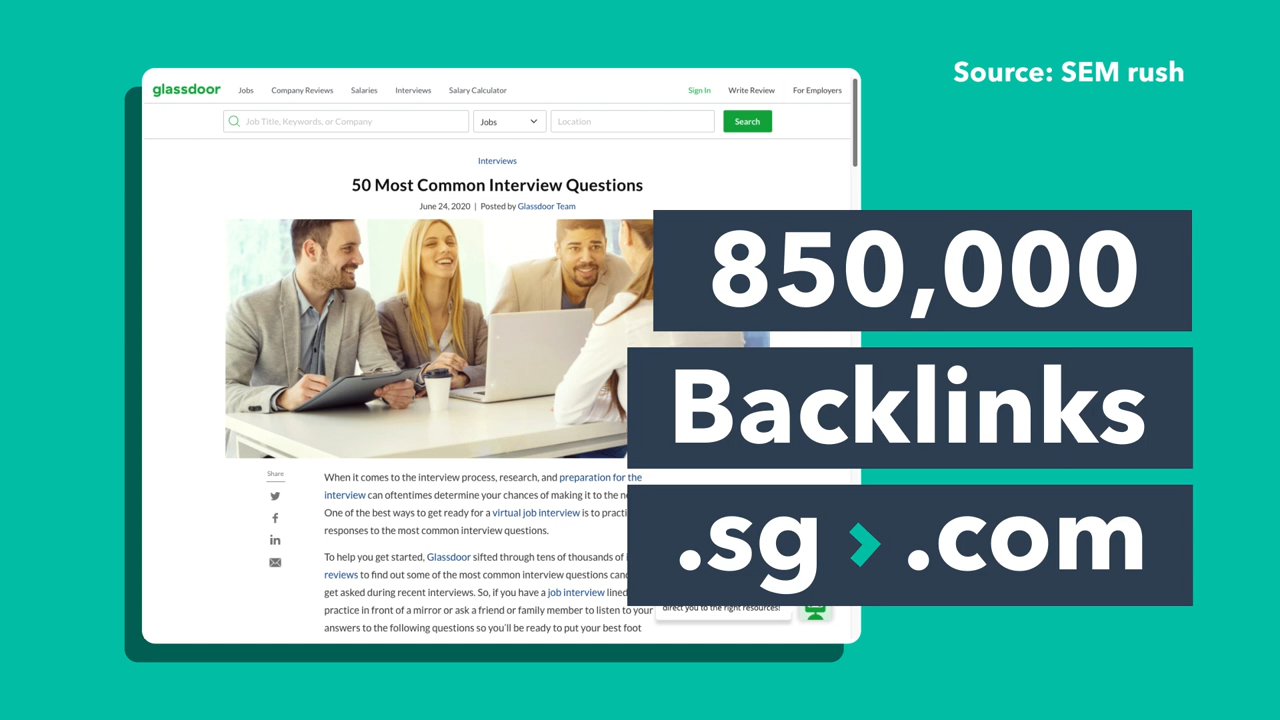 Source: SEM rush
glassdoor Jobs Company Reviews Salaries Interviews Salary Calculator Sign In Write Review For Employers
Job Title, Keywords, or Company Jobs Location Search
Interviews
50 Most Common Interview Questions
June 24, 2020 | Posted by Glassdoor Team
850,000
Backlinks
.sg > .com
Share
When it comes to the interview process, research, and preparation for the
interview can oftentimes determine your chances of making it to the
One of the best ways to get ready for a virtual job interview is to
responses to the most common interview questions.
To help you get started, Glassdoor sifted through tens of thousands of
reviews to find out some of the most common interview questions
get asked during recent interviews. So, if you have a job interview
practice in front of a mirror or ask a friend or family member to listen to your
answers to the following questions so you'll be ready to put your best foot
direct you to the right resources!